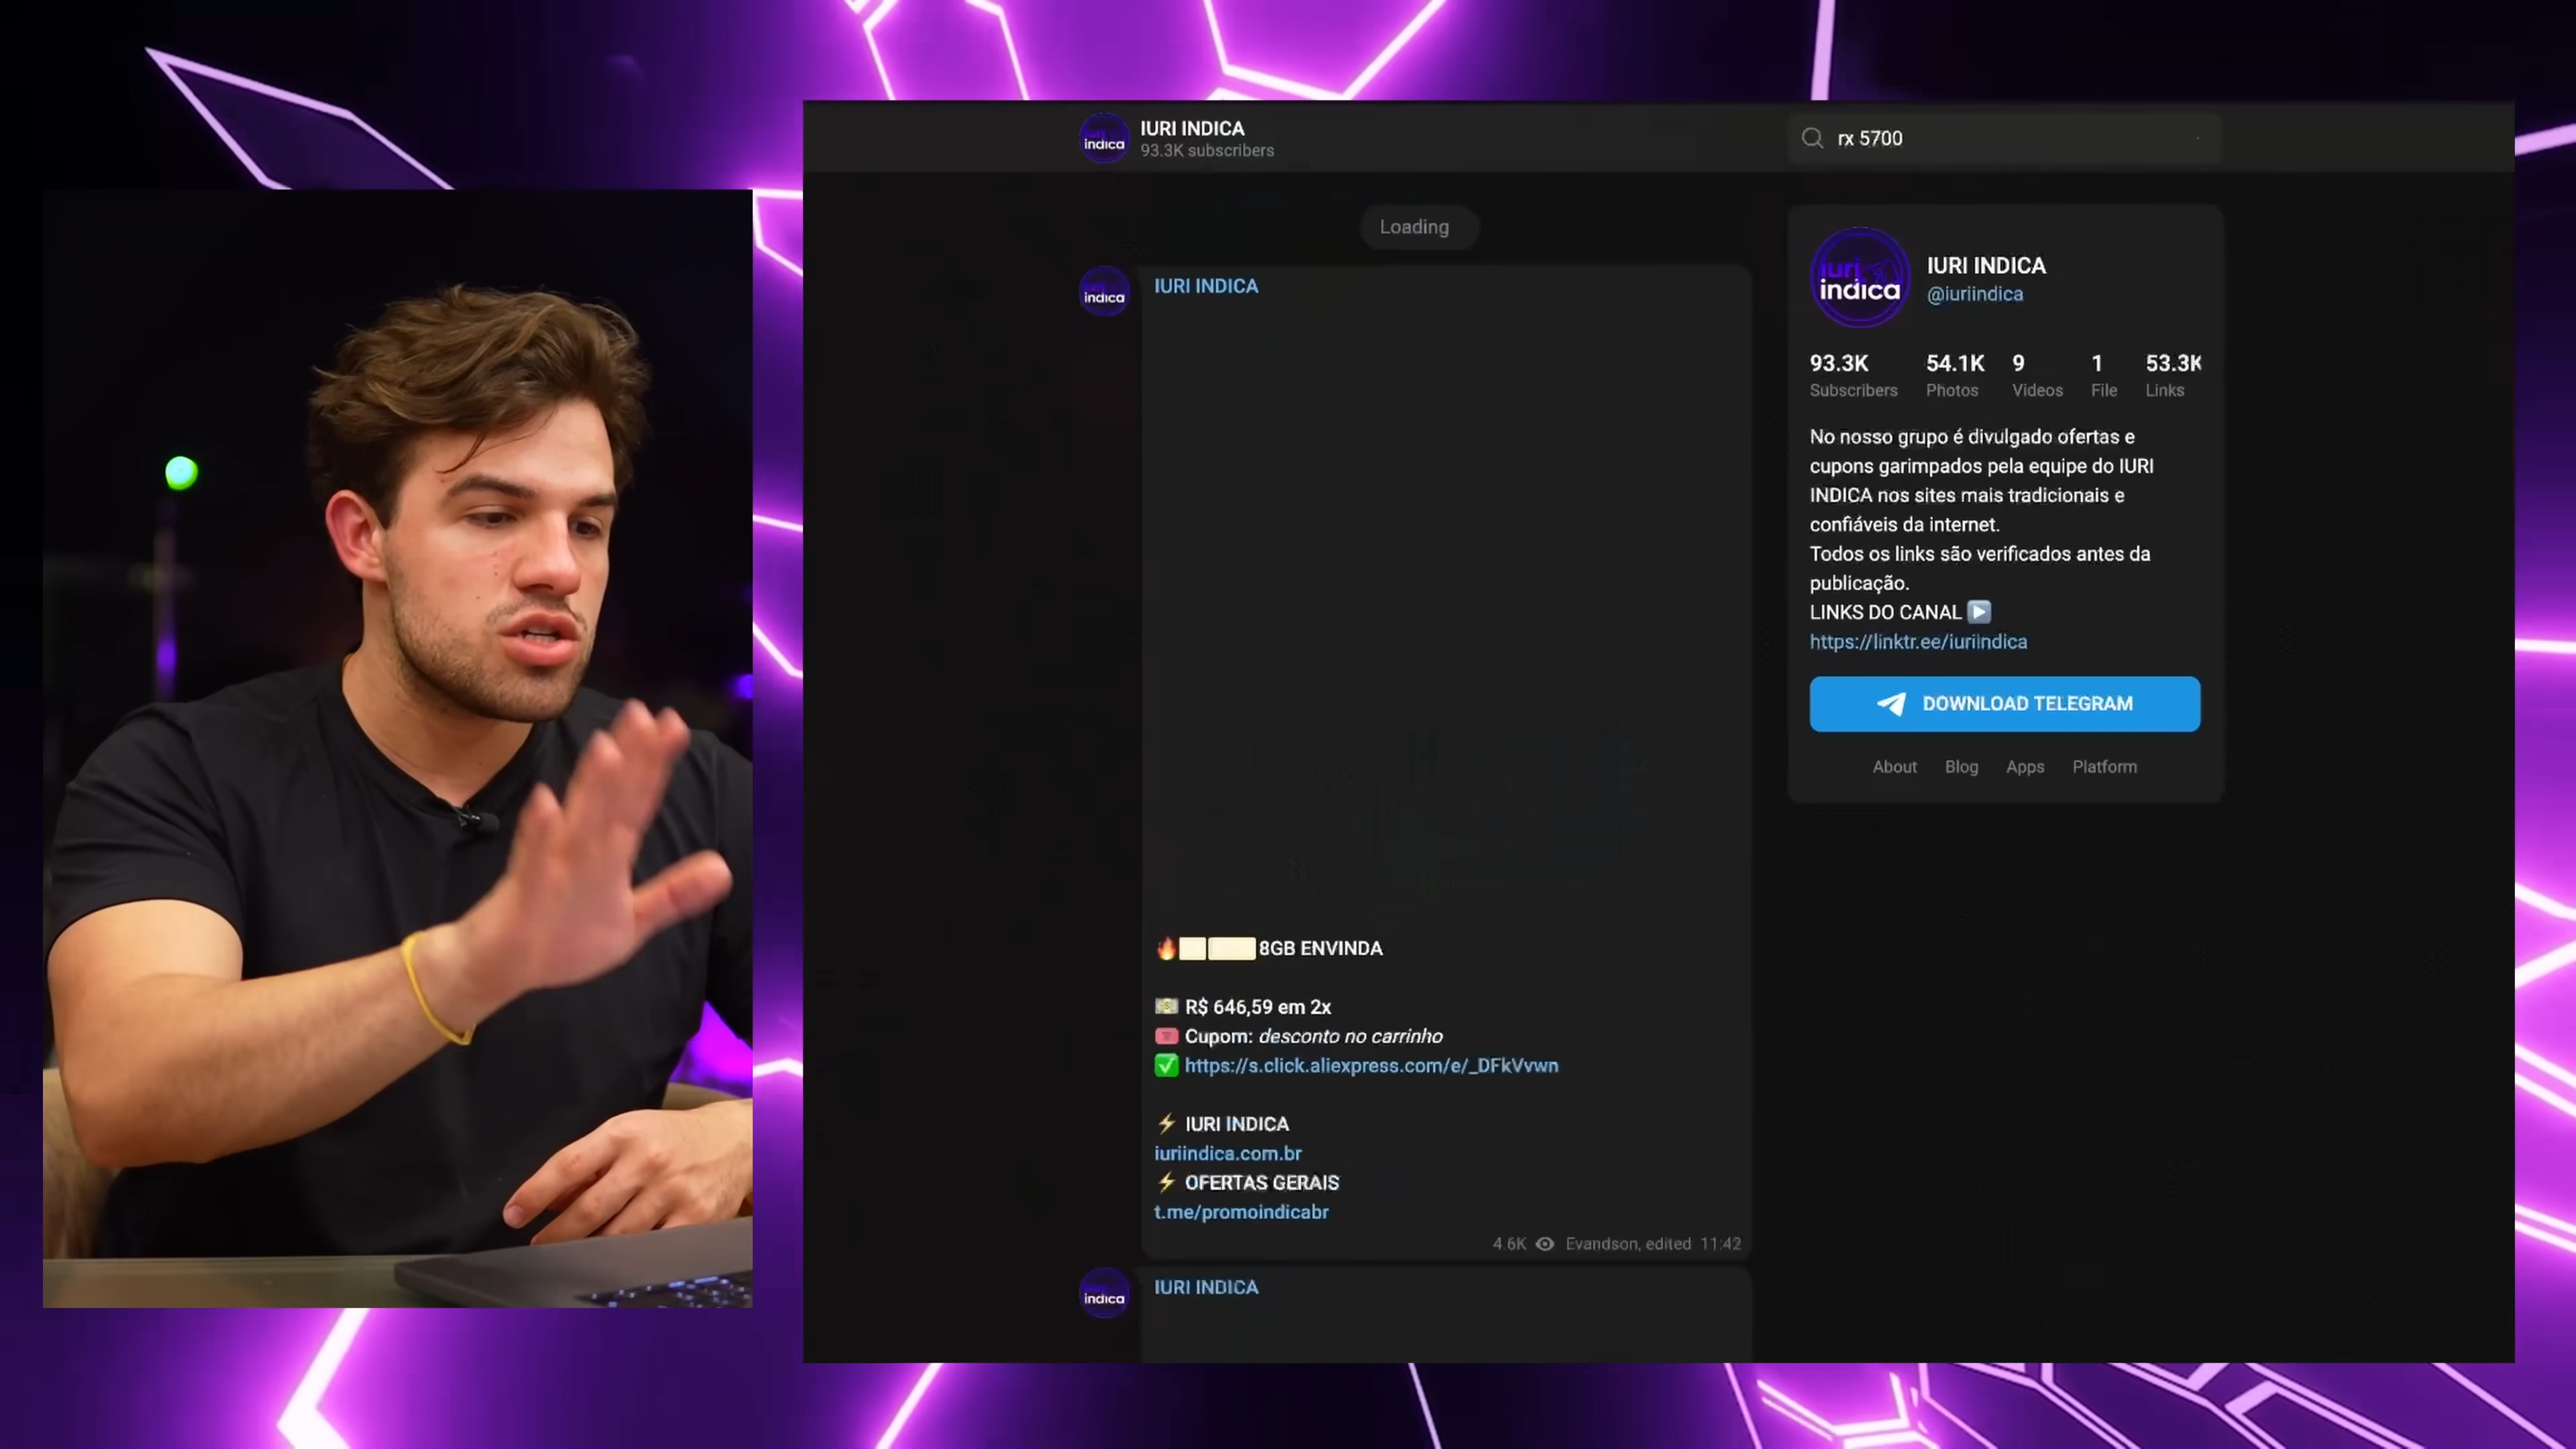 indica
IURI INDICA
93.3K subscribers
rx 5700
Loading
indica
IURI INDICA
8GB ENVINDA
R$ 646,59 em 2x
Cupom: desconto no carrinho
https://s.click.aliexpress.com/e/_DFkVvwn
IURI INDICA
iuriindica.com.br
OFERTAS GERAIS
t.me/promoindicabr
4.6K Evandson, edited 11:42
indica
IURI INDICA
iuri
indica
IURI INDICA
@iuriindica
93.3K 54.1K 9 1 53.3K
Subscribers Photos Videos File Links
No nosso grupo é divulgado ofertas e
cupons garimpados pela equipe do IURI
INDICA nos sites mais tradicionais e
confiáveis da internet.
Todos os links são verificados antes da
publicação.
LINKS DO CANAL
https://linktr.ee/iuriindica
DOWNLOAD TELEGRAM
About Blog Apps Platform